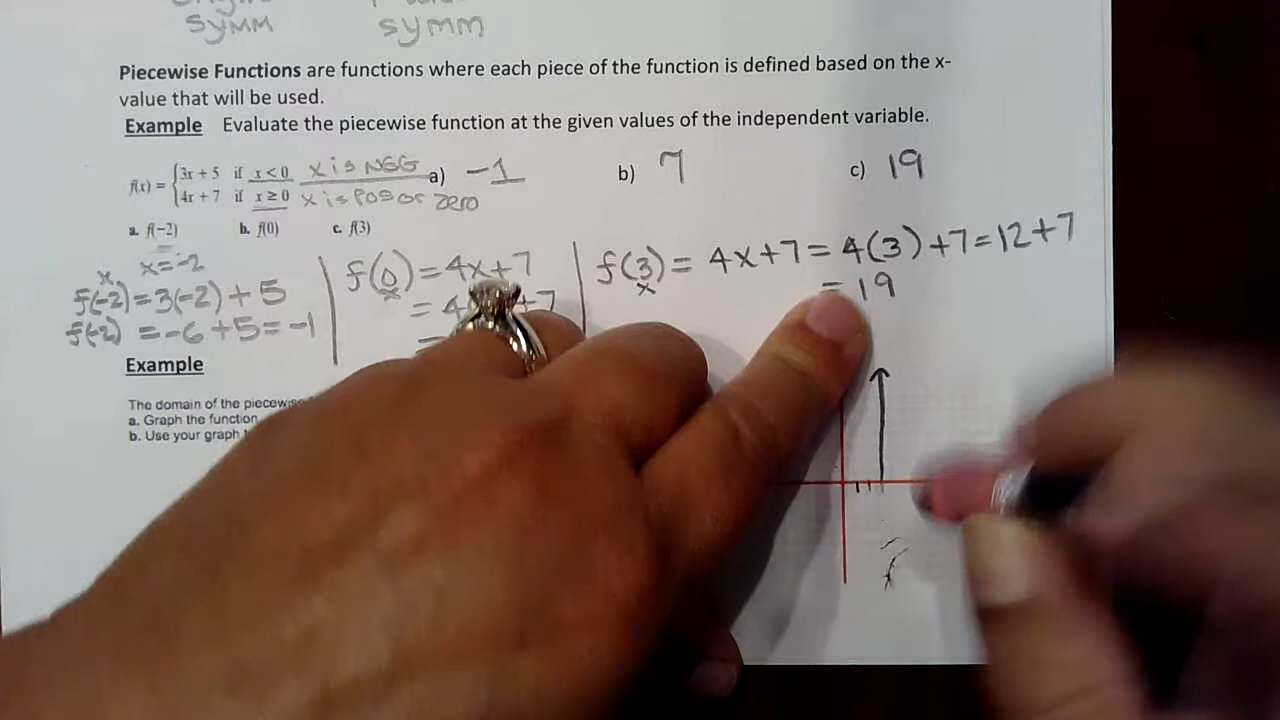 SYMM symm
Piecewise Functions are functions where each piece of the function is defined based on the x-
value that will be used.
Example Evaluate the piecewise function at the given values of the independent variable.
f(x) = { 3x + 5 if x < 0 x is NEG
4x + 7 if x ≥ 0 x is Pos or zero
a) -1 b) 7 c) 19
a. f(-2) b. f(0) c. f(3)
x = -2
x
f(-2) = 3(-2) + 5
f(-2) = -6 + 5 = -1
f(0) = 4x + 7
x
= 4 +7
=
f(3) = 4x + 7 = 4(3) + 7 = 12 + 7
x
= 19
Example
The domain of the
a. Graph the function
b. Use your graph